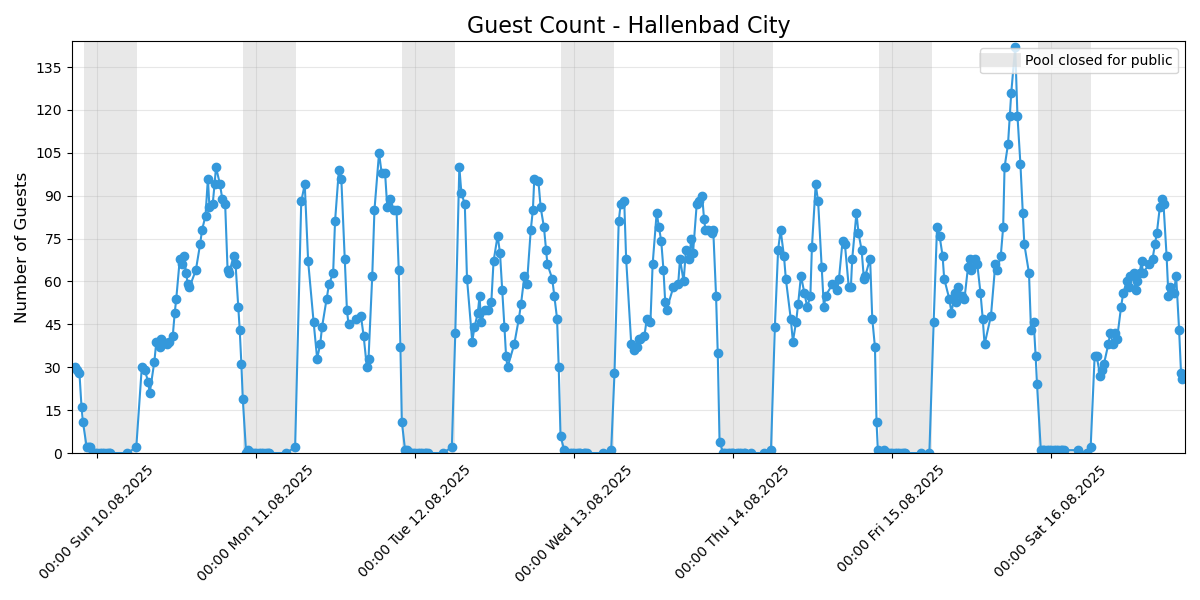 Guest Count - Hallenbad City
Pool closed for public
Number of Guests
135
120
105
90
75
60
45
30
15
0
00:00 Sun 10.08.2025
00:00 Mon 11.08.2025
00:00 Tue 12.08.2025
00:00 Wed 13.08.2025
00:00 Thu 14.08.2025
00:00 Fri 15.08.2025
00:00 Sat 16.08.2025